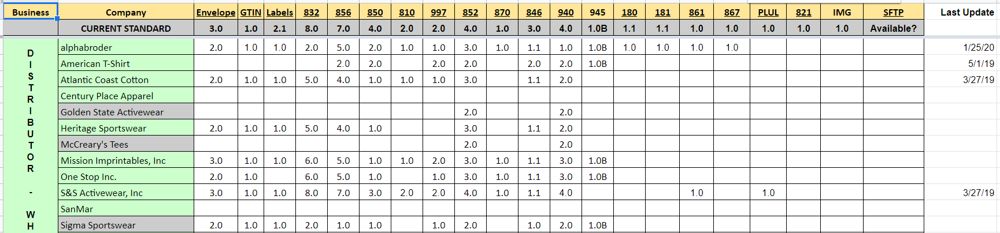 Business Company Envelope GTIN Labels 832 856 850 810 997 852 870 846 940 945 180 181 861 867 PLUL 821 IMG SFTP Last Update
CURRENT STANDARD 3.0 1.0 2.1 8.0 7.0 4.0 2.0 2.0 4.0 1.0 3.0 4.0 1.0B 1.1 1.1 1.0 1.0 1.0 1.0 1.0 Available?
DISTRIBUTOR - WH
alphabroder 2.0 1.0 1.0 2.0 5.0 2.0 1.0 1.0 3.0 1.0 1.1 1.0 1.0B 1.0 1.0 1.0 1.0 1/25/20
American T-Shirt 2.0 2.0 2.0 2.0 2.0 2.0 1.0B 5/1/19
Atlantic Coast Cotton 2.0 1.0 1.0 5.0 4.0 1.0 1.0 1.0 3.0 1.1 2.0 3/27/19
Century Place Apparel
Golden State Activewear 2.0 2.0
Heritage Sportswear 2.0 1.0 1.0 5.0 4.0 1.0 3.0 1.1 2.0
McCreary's Tees 2.0 2.0
Mission Imprintables, Inc 3.0 1.0 1.0 6.0 5.0 1.0 1.0 2.0 3.0 1.0 1.1 3.0 1.0B
One Stop Inc. 2.0 1.0 6.0 5.0 1.0 1.0 3.0 1.0 1.1 3.0 1.0B
S&S Activewear, Inc 3.0 1.0 1.0 8.0 7.0 3.0 2.0 2.0 4.0 1.0 1.1 4.0 1.0 1.0 3/27/19
SanMar
Sigma Sportswear 2.0 1.0 1.0 2.0 1.0 1.0 1.0 2.0 1.0 2.0 1.0B